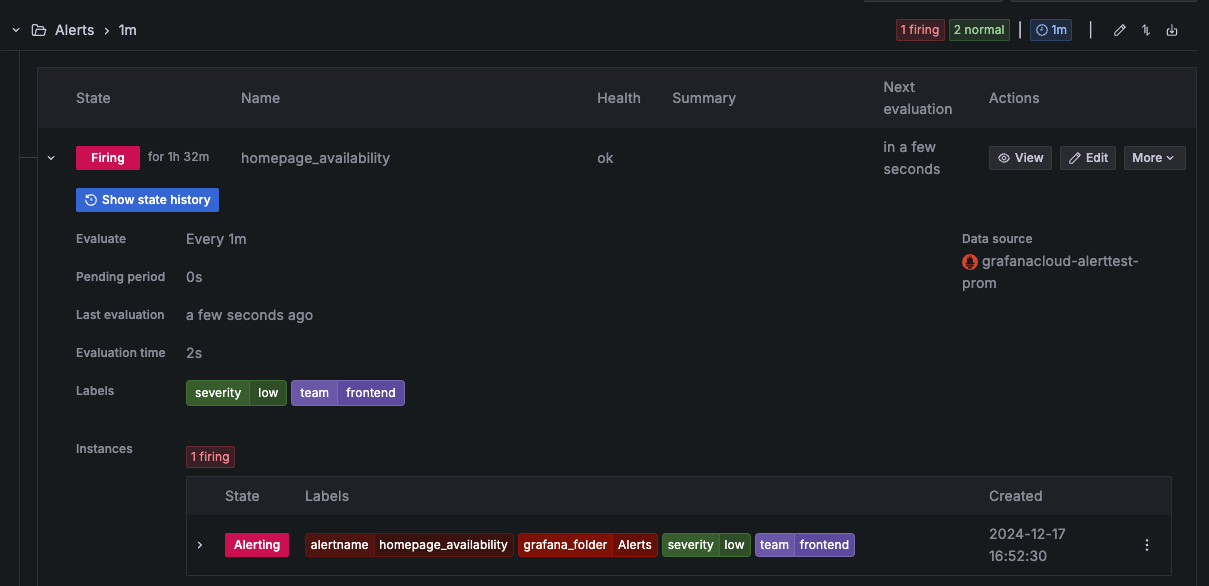 Alerts > 1m
1 firing 2 normal 1m
State Name Health Summary Next evaluation Actions
Firing for 1h 32m homepage_availability ok in a few seconds View Edit More
Show state history
Evaluate Every 1m
Data source
grafanacloud-alerttest-
prom
Pending period 0s
Last evaluation a few seconds ago
Evaluation time 2s
Labels severity low team frontend
Instances 1 firing
State Labels Created
Alerting alertname homepage_availability grafana_folder Alerts severity low team frontend 2024-12-17
16:52:30